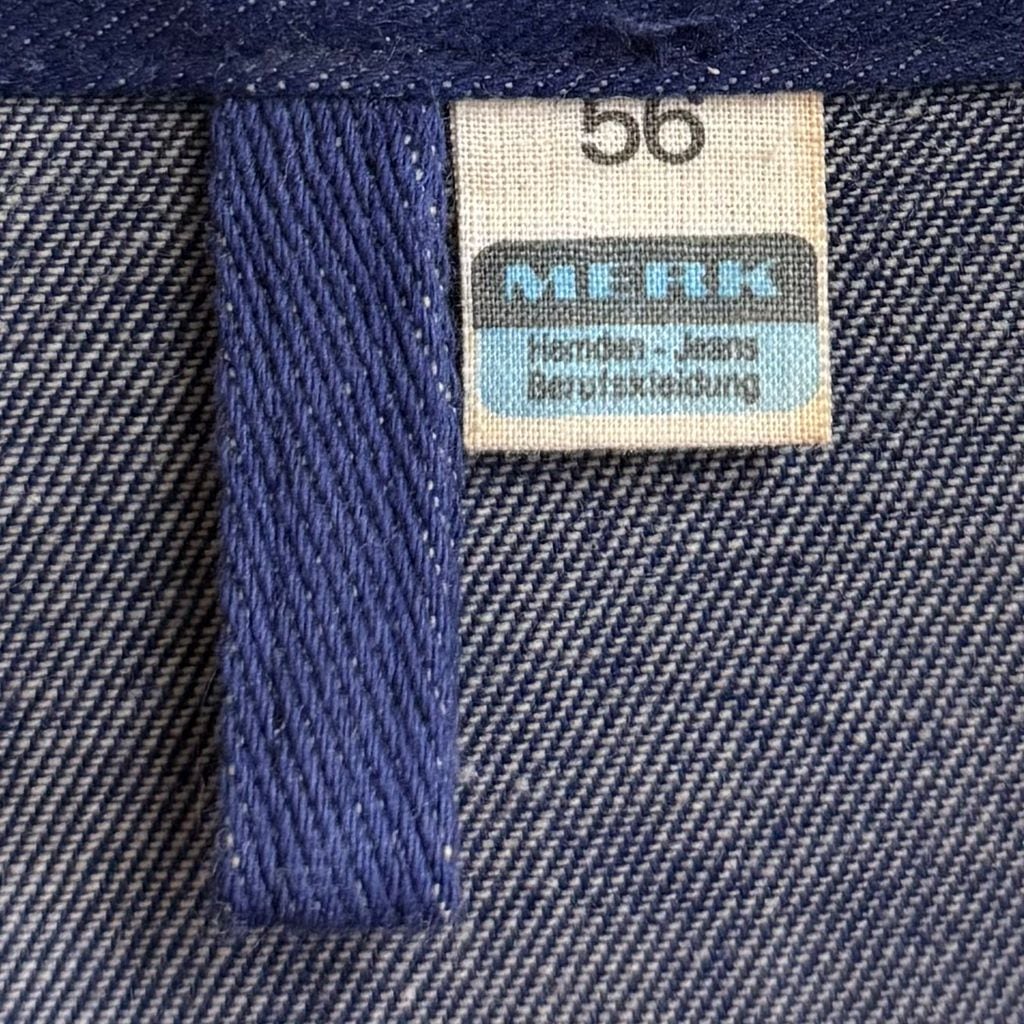 56
MERK
Hemden - Jeans
Berufskleidung